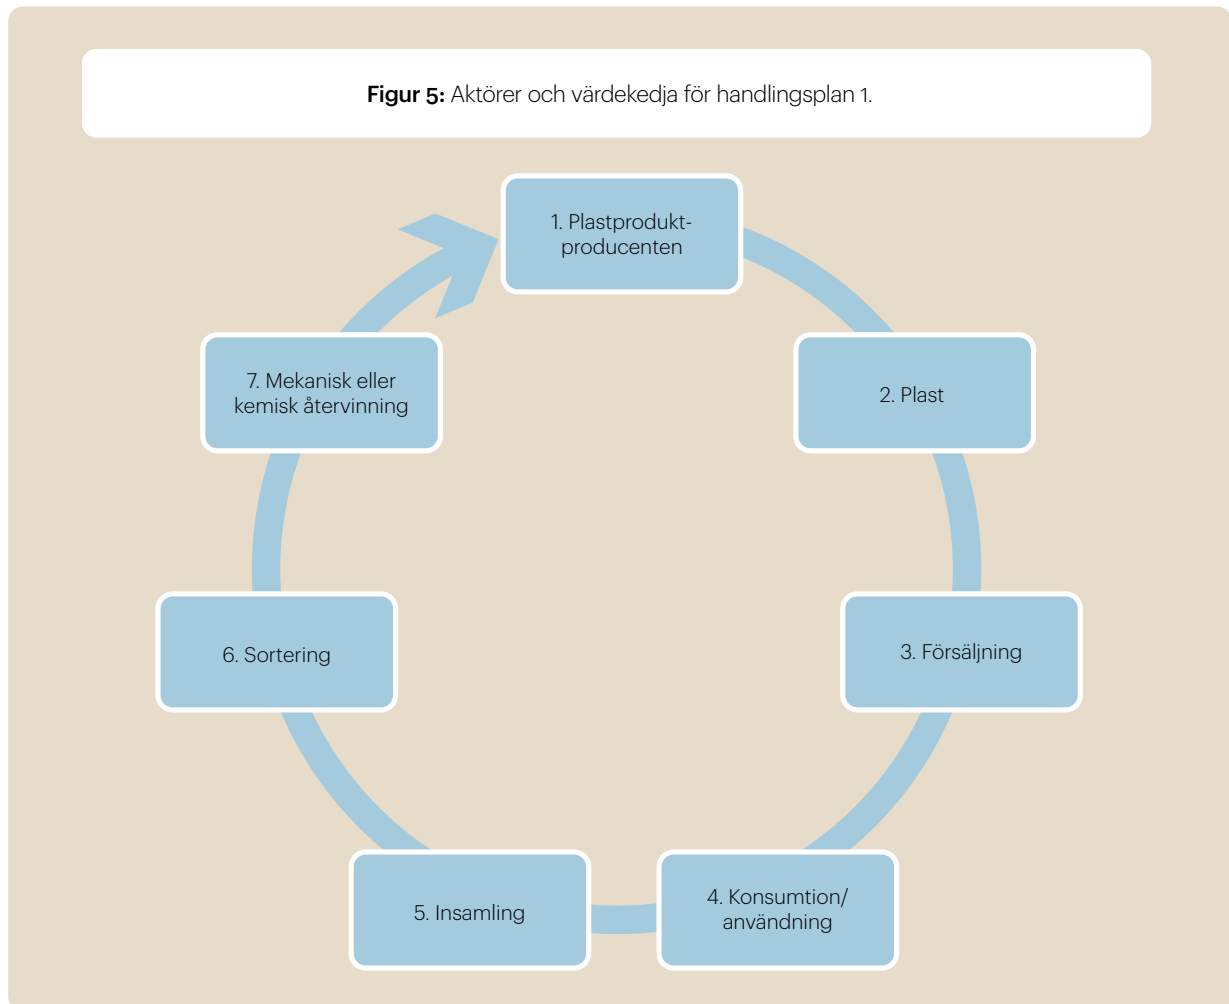 Figur 5: Aktörer och värdekedja för handlingsplan 1.
1. Plastprodukt-
producenten
2. Plast
3. Försäljning
4. Konsumtion/
användning
5. Insamling
6. Sortering
7. Mekanisk eller
kemisk återvinning